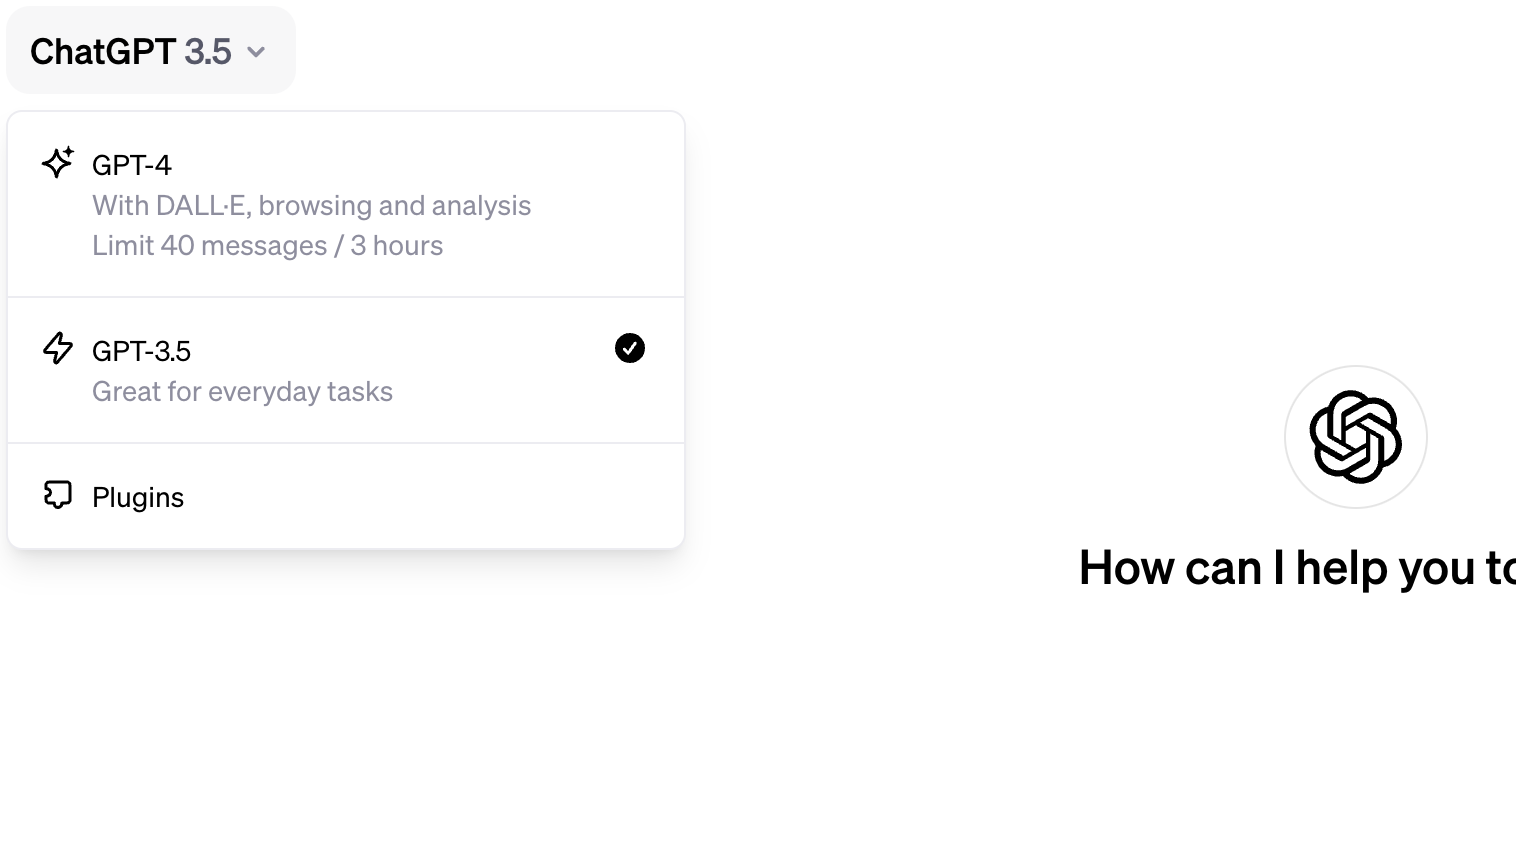 ChatGPT 3.5
GPT-4
With DALL·E, browsing and analysis
Limit 40 messages / 3 hours
GPT-3.5
Great for everyday tasks
Plugins
How can I help you